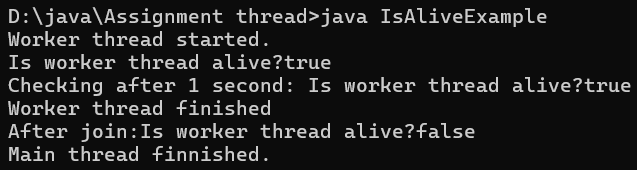 D:\java\Assignment thread>java IsAliveExample
Worker thread started.
Is worker thread alive?true
Checking after 1 second: Is worker thread alive?true
Worker thread finished
After join:Is worker thread alive?false
Main thread finnished.